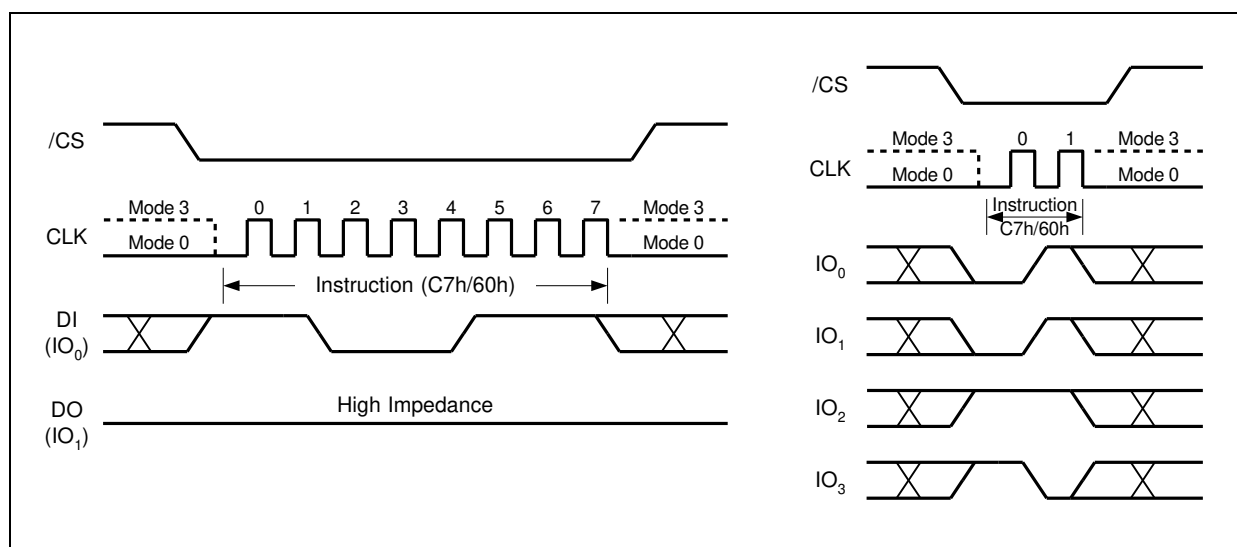 /CS
Mode 3 0 1 2 3 4 5 6 7 Mode 3
CLK Mode 0 Mode 0
Instruction (C7h/60h)
DI
(IO₀)
High Impedance
DO
(IO₁)
/CS
Mode 3 0 1 Mode 3
CLK Mode 0 Mode 0
Instruction
C7h/60h
IO₀
IO₁
IO₂
IO₃